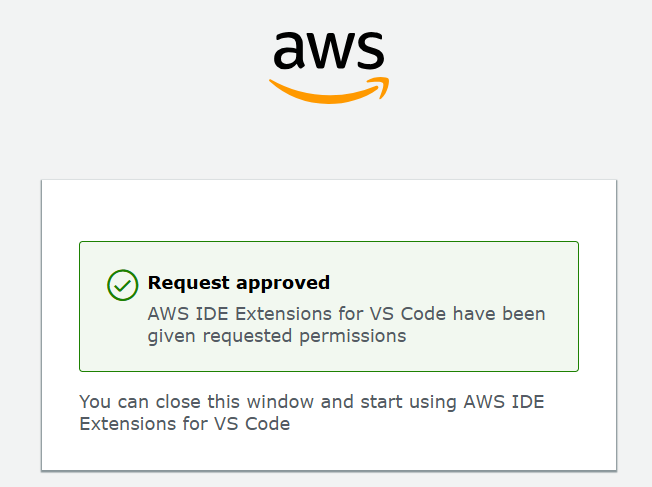 aws
Request approved
AWS IDE Extensions for VS Code have been
given requested permissions
You can close this window and start using AWS IDE
Extensions for VS Code